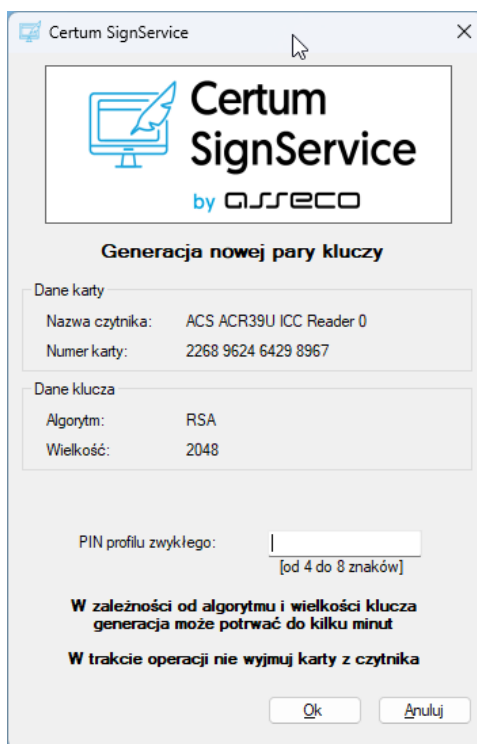 Certum SignService
Certum
SignService
by asseco
Generacja nowej pary kluczy
Dane karty
Nazwa czytnika: ACS ACR39U ICC Reader 0
Numer karty: 2268 9624 6429 8967
Dane klucza
Algorytm: RSA
Wielkość: 2048
PIN profilu zwykłego:
[od 4 do 8 znaków]
W zależności od algorytmu i wielkości klucza
generacja może potrwać do kilku minut
W trakcie operacji nie wyjmuj karty z czytnika
Ok Anuluj